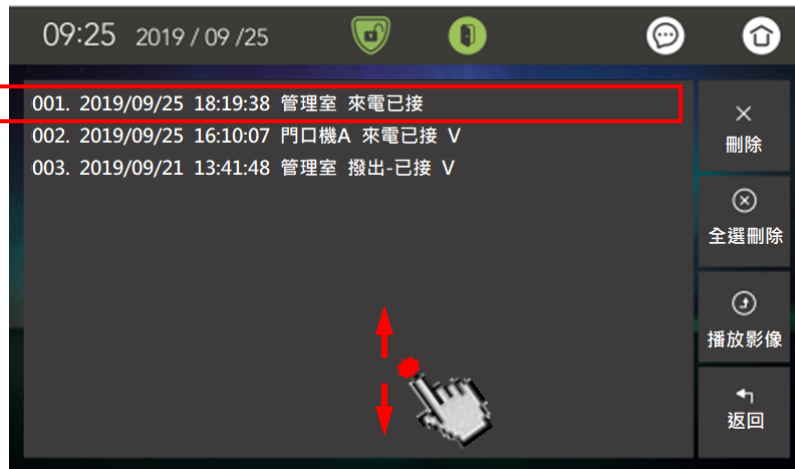 09:25 2019 / 09 /25
001. 2019/09/25 18:19:38 管理室 來電已接
002. 2019/09/25 16:10:07 門口機A 來電已接 V
003. 2019/09/21 13:41:48 管理室 撥出-已接 V
刪除
全選刪除
播放影像
返回